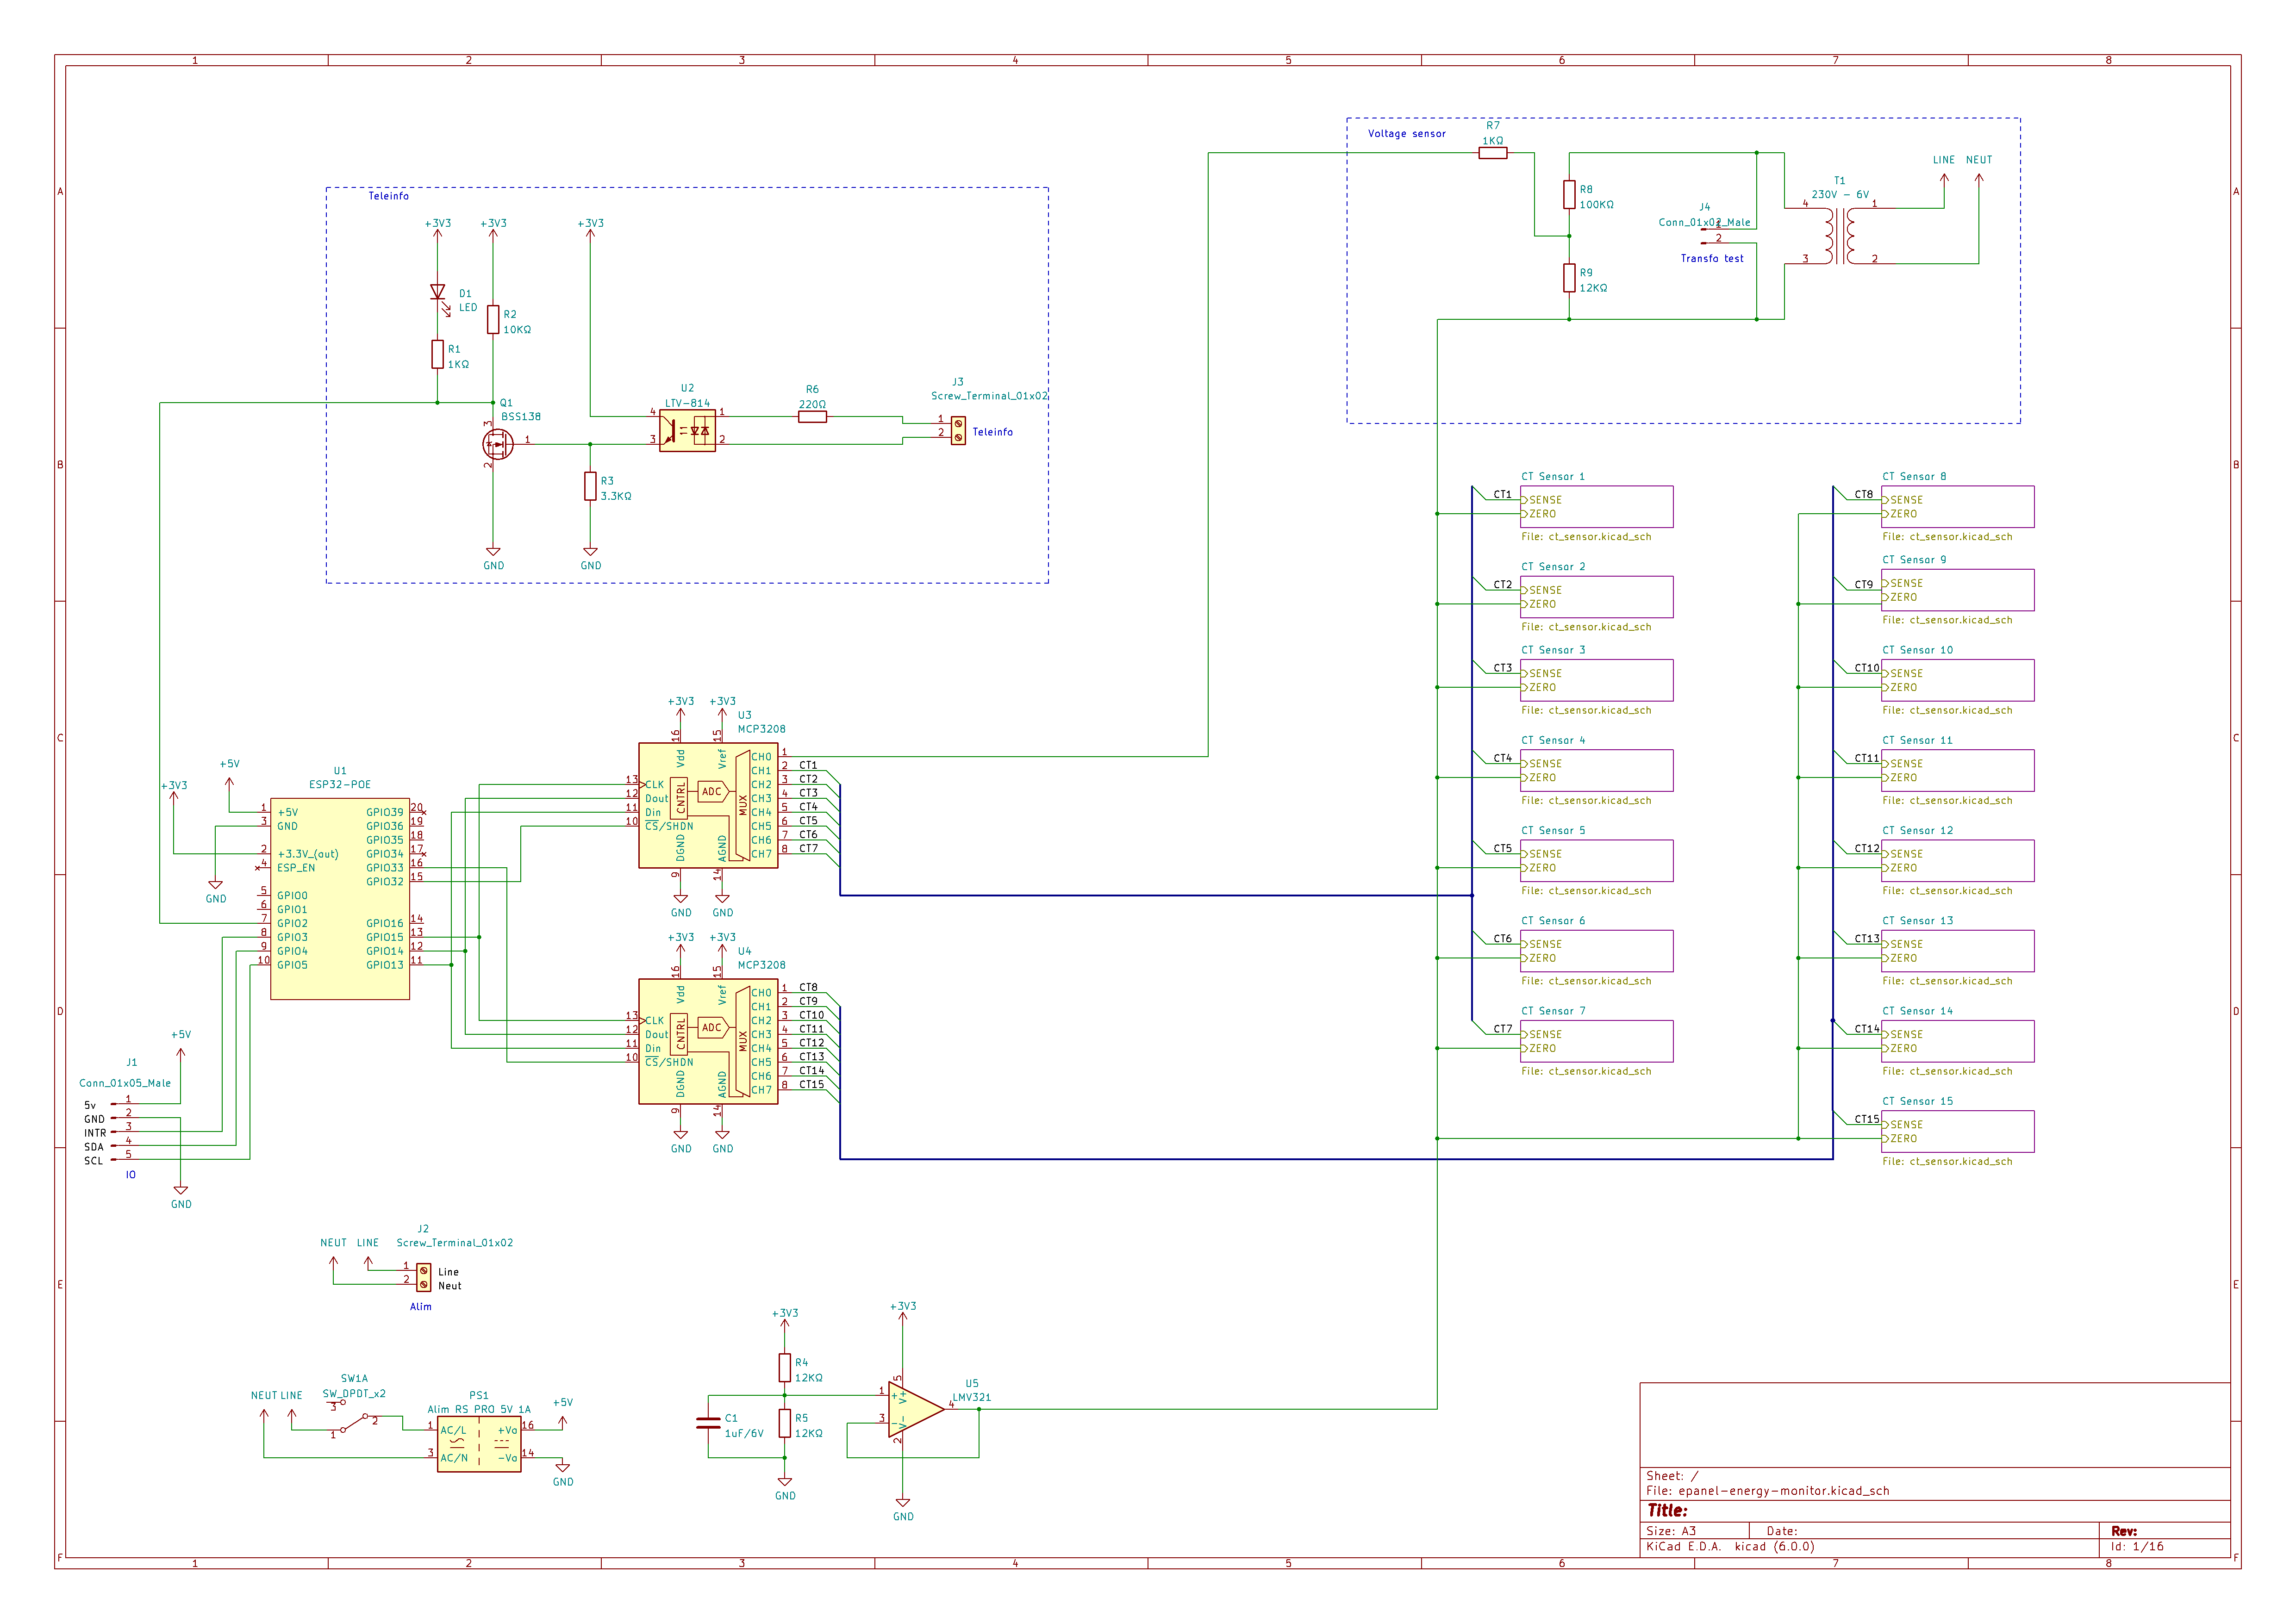 1 2 3 4 5 6 7 8
A A
B B
C C
D D
E E
F F
Voltage sensor
R7
1KΩ
LINE NEUT
R8
100KΩ
J4
Conn_01x02_Male
1
2
Transfo test
T1
230V - 6V
4 1
3 2
R9
12KΩ
Teleinfo
+3V3 +3V3 +3V3
D1
LED
R2
10KΩ
R1
1KΩ
Q1
BSS138
3
1
2
U2
LTV-814
4 1
3 2
R6
220Ω
J3
Screw_Terminal_01x02
1
2
Teleinfo
R3
3.3KΩ
GND GND
CT Sensor 1
CT1 SENSE
ZERO
File: ct_sensor.kicad_sch
CT Sensor 2
CT2 SENSE
ZERO
File: ct_sensor.kicad_sch
CT Sensor 3
CT3 SENSE
ZERO
File: ct_sensor.kicad_sch
CT Sensor 4
CT4 SENSE
ZERO
File: ct_sensor.kicad_sch
CT Sensor 5
CT5 SENSE
ZERO
File: ct_sensor.kicad_sch
CT Sensor 6
CT6 SENSE
ZERO
File: ct_sensor.kicad_sch
CT Sensor 7
CT7 SENSE
ZERO
File: ct_sensor.kicad_sch
CT Sensor 8
CT8 SENSE
ZERO
File: ct_sensor.kicad_sch
CT Sensor 9
CT9 SENSE
ZERO
File: ct_sensor.kicad_sch
CT Sensor 10
CT10 SENSE
ZERO
File: ct_sensor.kicad_sch
CT Sensor 11
CT11 SENSE
ZERO
File: ct_sensor.kicad_sch
CT Sensor 12
CT12 SENSE
ZERO
File: ct_sensor.kicad_sch
CT Sensor 13
CT13 SENSE
ZERO
File: ct_sensor.kicad_sch
CT Sensor 14
CT14 SENSE
ZERO
File: ct_sensor.kicad_sch
CT Sensor 15
CT15 SENSE
ZERO
File: ct_sensor.kicad_sch
+5V
+3V3
U1
ESP32-POE
1 +5V GPIO39 20
3 GND GPIO36 19
GPIO35 18
2 +3.3V_(out) GPIO34 17
4 ESP_EN GPIO33 16
GPIO32 15
5 GPIO0
6 GPIO1
7 GPIO2 GPIO16 14
8 GPIO3 GPIO15 13
9 GPIO4 GPIO14 12
10 GPIO5 GPIO13 11
GND
+3V3 +3V3
U3
MCP3208
16 15
Vdd Vref
CH0 1
CH1 2 CT1
13 CLK CH2 3 CT2
12 Dout CH3 4 CT3
11 Din CH4 5 CT4
10 CS/SHDN CH5 6 CT5
CH6 7 CT6
CH7 8 CT7
CNTRL ADC MUX
DGND AGND
9 14
GND GND
+3V3 +3V3
U4
MCP3208
16 15
Vdd Vref
CH0 1 CT8
CH1 2 CT9
13 CLK CH2 3 CT10
12 Dout CH3 4 CT11
11 Din CH4 5 CT12
10 CS/SHDN CH5 6 CT13
CH6 7 CT14
CH7 8 CT15
CNTRL ADC MUX
DGND AGND
9 14
GND GND
+5V
J1
Conn_01x05_Male
5v 1
GND 2
INTR 3
SDA 4
SCL 5
IO
GND
J2
NEUT LINE Screw_Terminal_01x02
1 Line
2 Neut
Alim
NEUT LINE
SW1A
SW_DPDT_x2
3
2
1
PS1
Alim RS PRO 5V 1A
1 AC/L +Va 16
3 AC/N -Va 14
+5V
GND
+3V3
R4
12KΩ
C1
1uF/6V
R5
12KΩ
GND
+3V3
U5
LMV321
1 + V+ 5
3 - V- 2
4
GND
Sheet: /
File: epanel-energy-monitor.kicad_sch
Title:
Size: A3 Date: Rev:
KiCad E.D.A. kicad (6.0.0) Id: 1/16
1 2 3 4 5 6 7 8